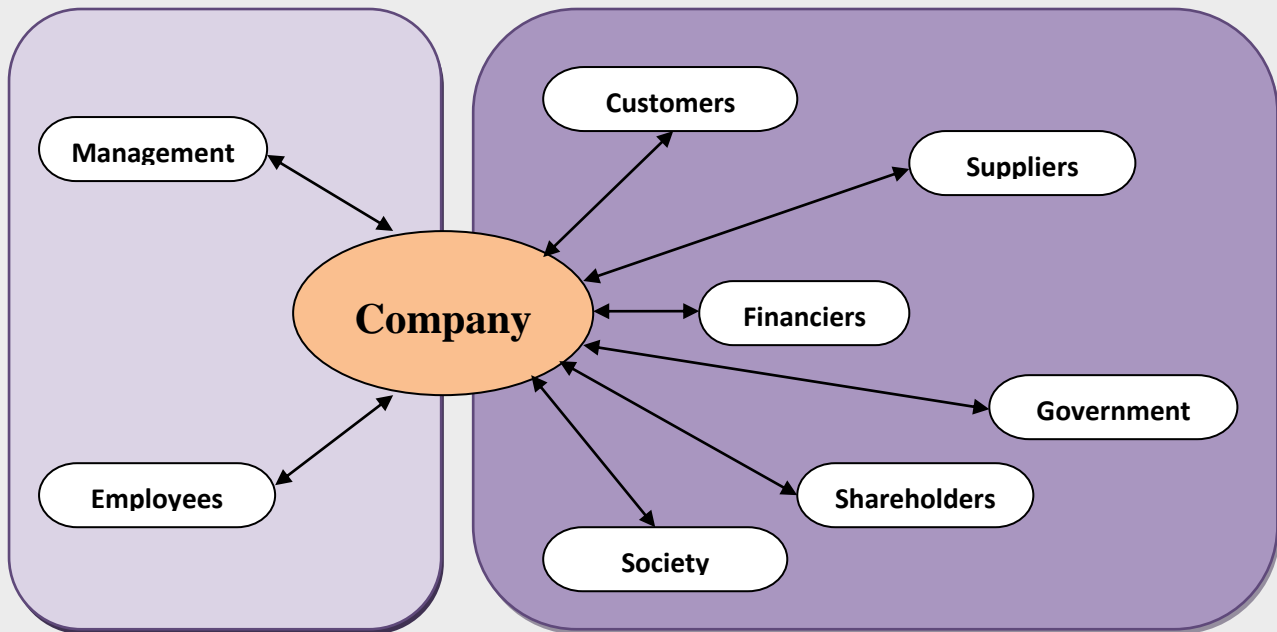 Customers
Management
Suppliers
Company
Financiers
Government
Employees
Shareholders
Society